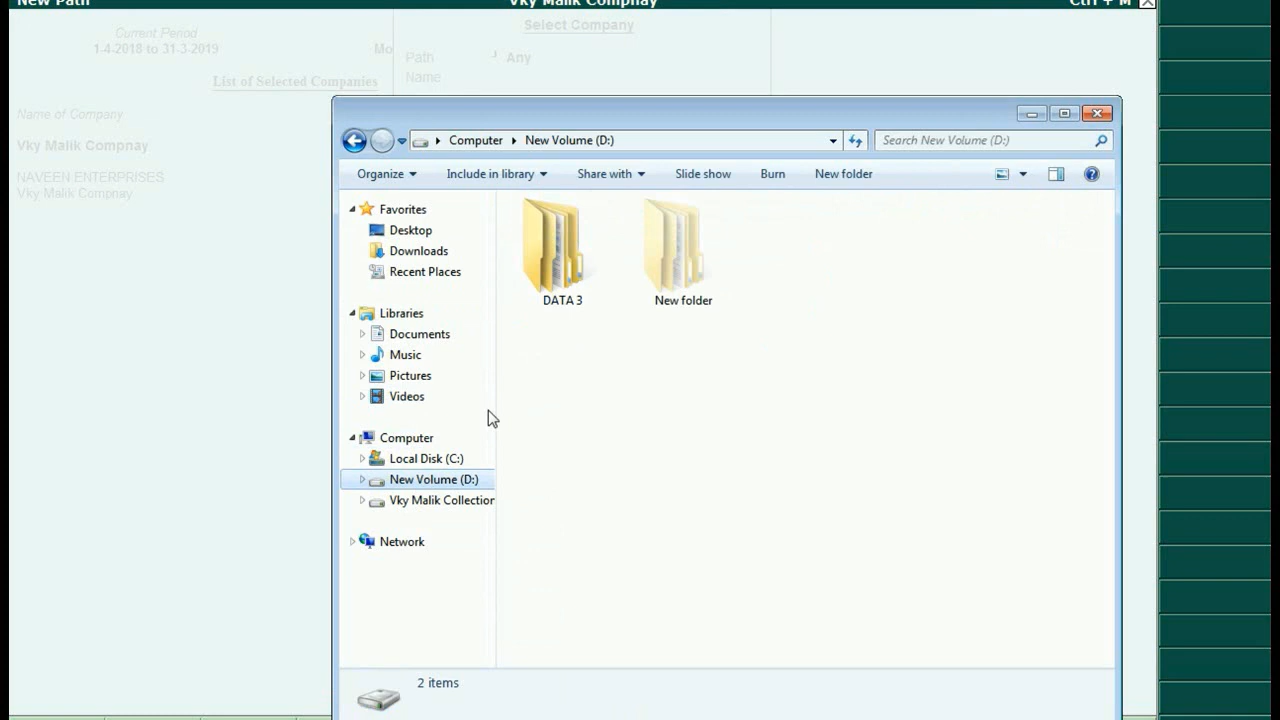 New Path Vky Malik Compnay Ctrl + M
Current Period
1-4-2018 to 31-3-2019
Mo
List of Selected Companies
Name of Company
Vky Malik Compnay
NAVEEN ENTERPRISES
Vky Malik Compnay
Select Company
Path Any
Name
Computer New Volume (D:) Search New Volume (D:)
Organize Include in library Share with Slide show Burn New folder
Favorites
Desktop
Downloads
Recent Places
Libraries
Documents
Music
Pictures
Videos
Computer
Local Disk (C:)
New Volume (D:)
Vky Malik Collection
Network
DATA 3 New folder
2 items